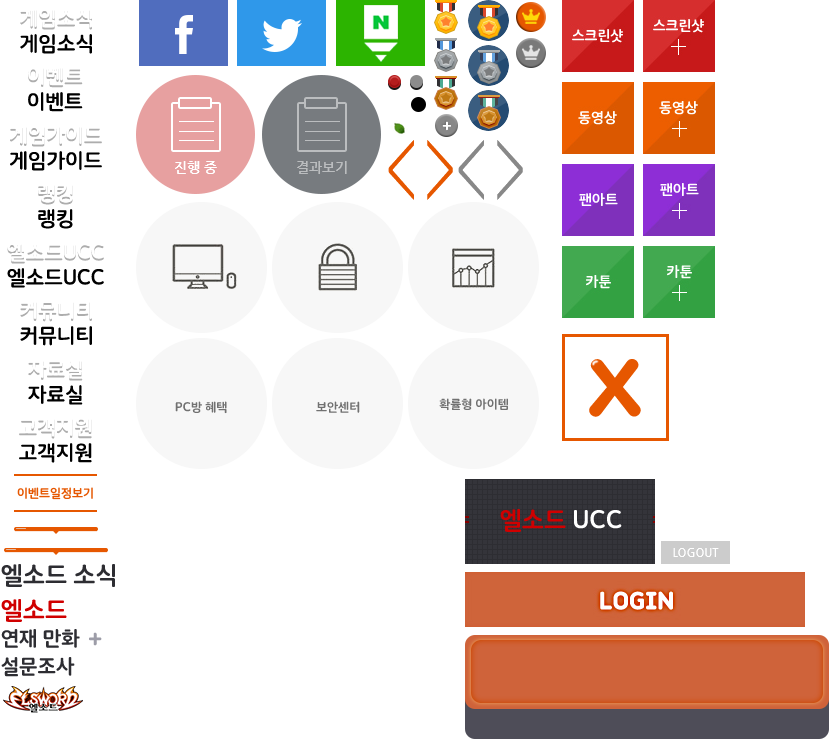 게임소식
게임소식
이벤트
이벤트
게임가이드
게임가이드
랭킹
랭킹
엘소드UCC
엘소드UCC
커뮤니티
커뮤니티
자료실
자료실
고객지원
고객지원
이벤트일정보기
엘소드 소식
엘소드
연재 만화
설문조사
ELSWORD
엘소드
f
N
진행 중
결과보기
PC방 혜택
보안센터
확률형 아이템
스크린샷
스크린샷
동영상
동영상
팬아트
팬아트
카툰
카툰
엘소드 UCC
LOGOUT
LOGIN